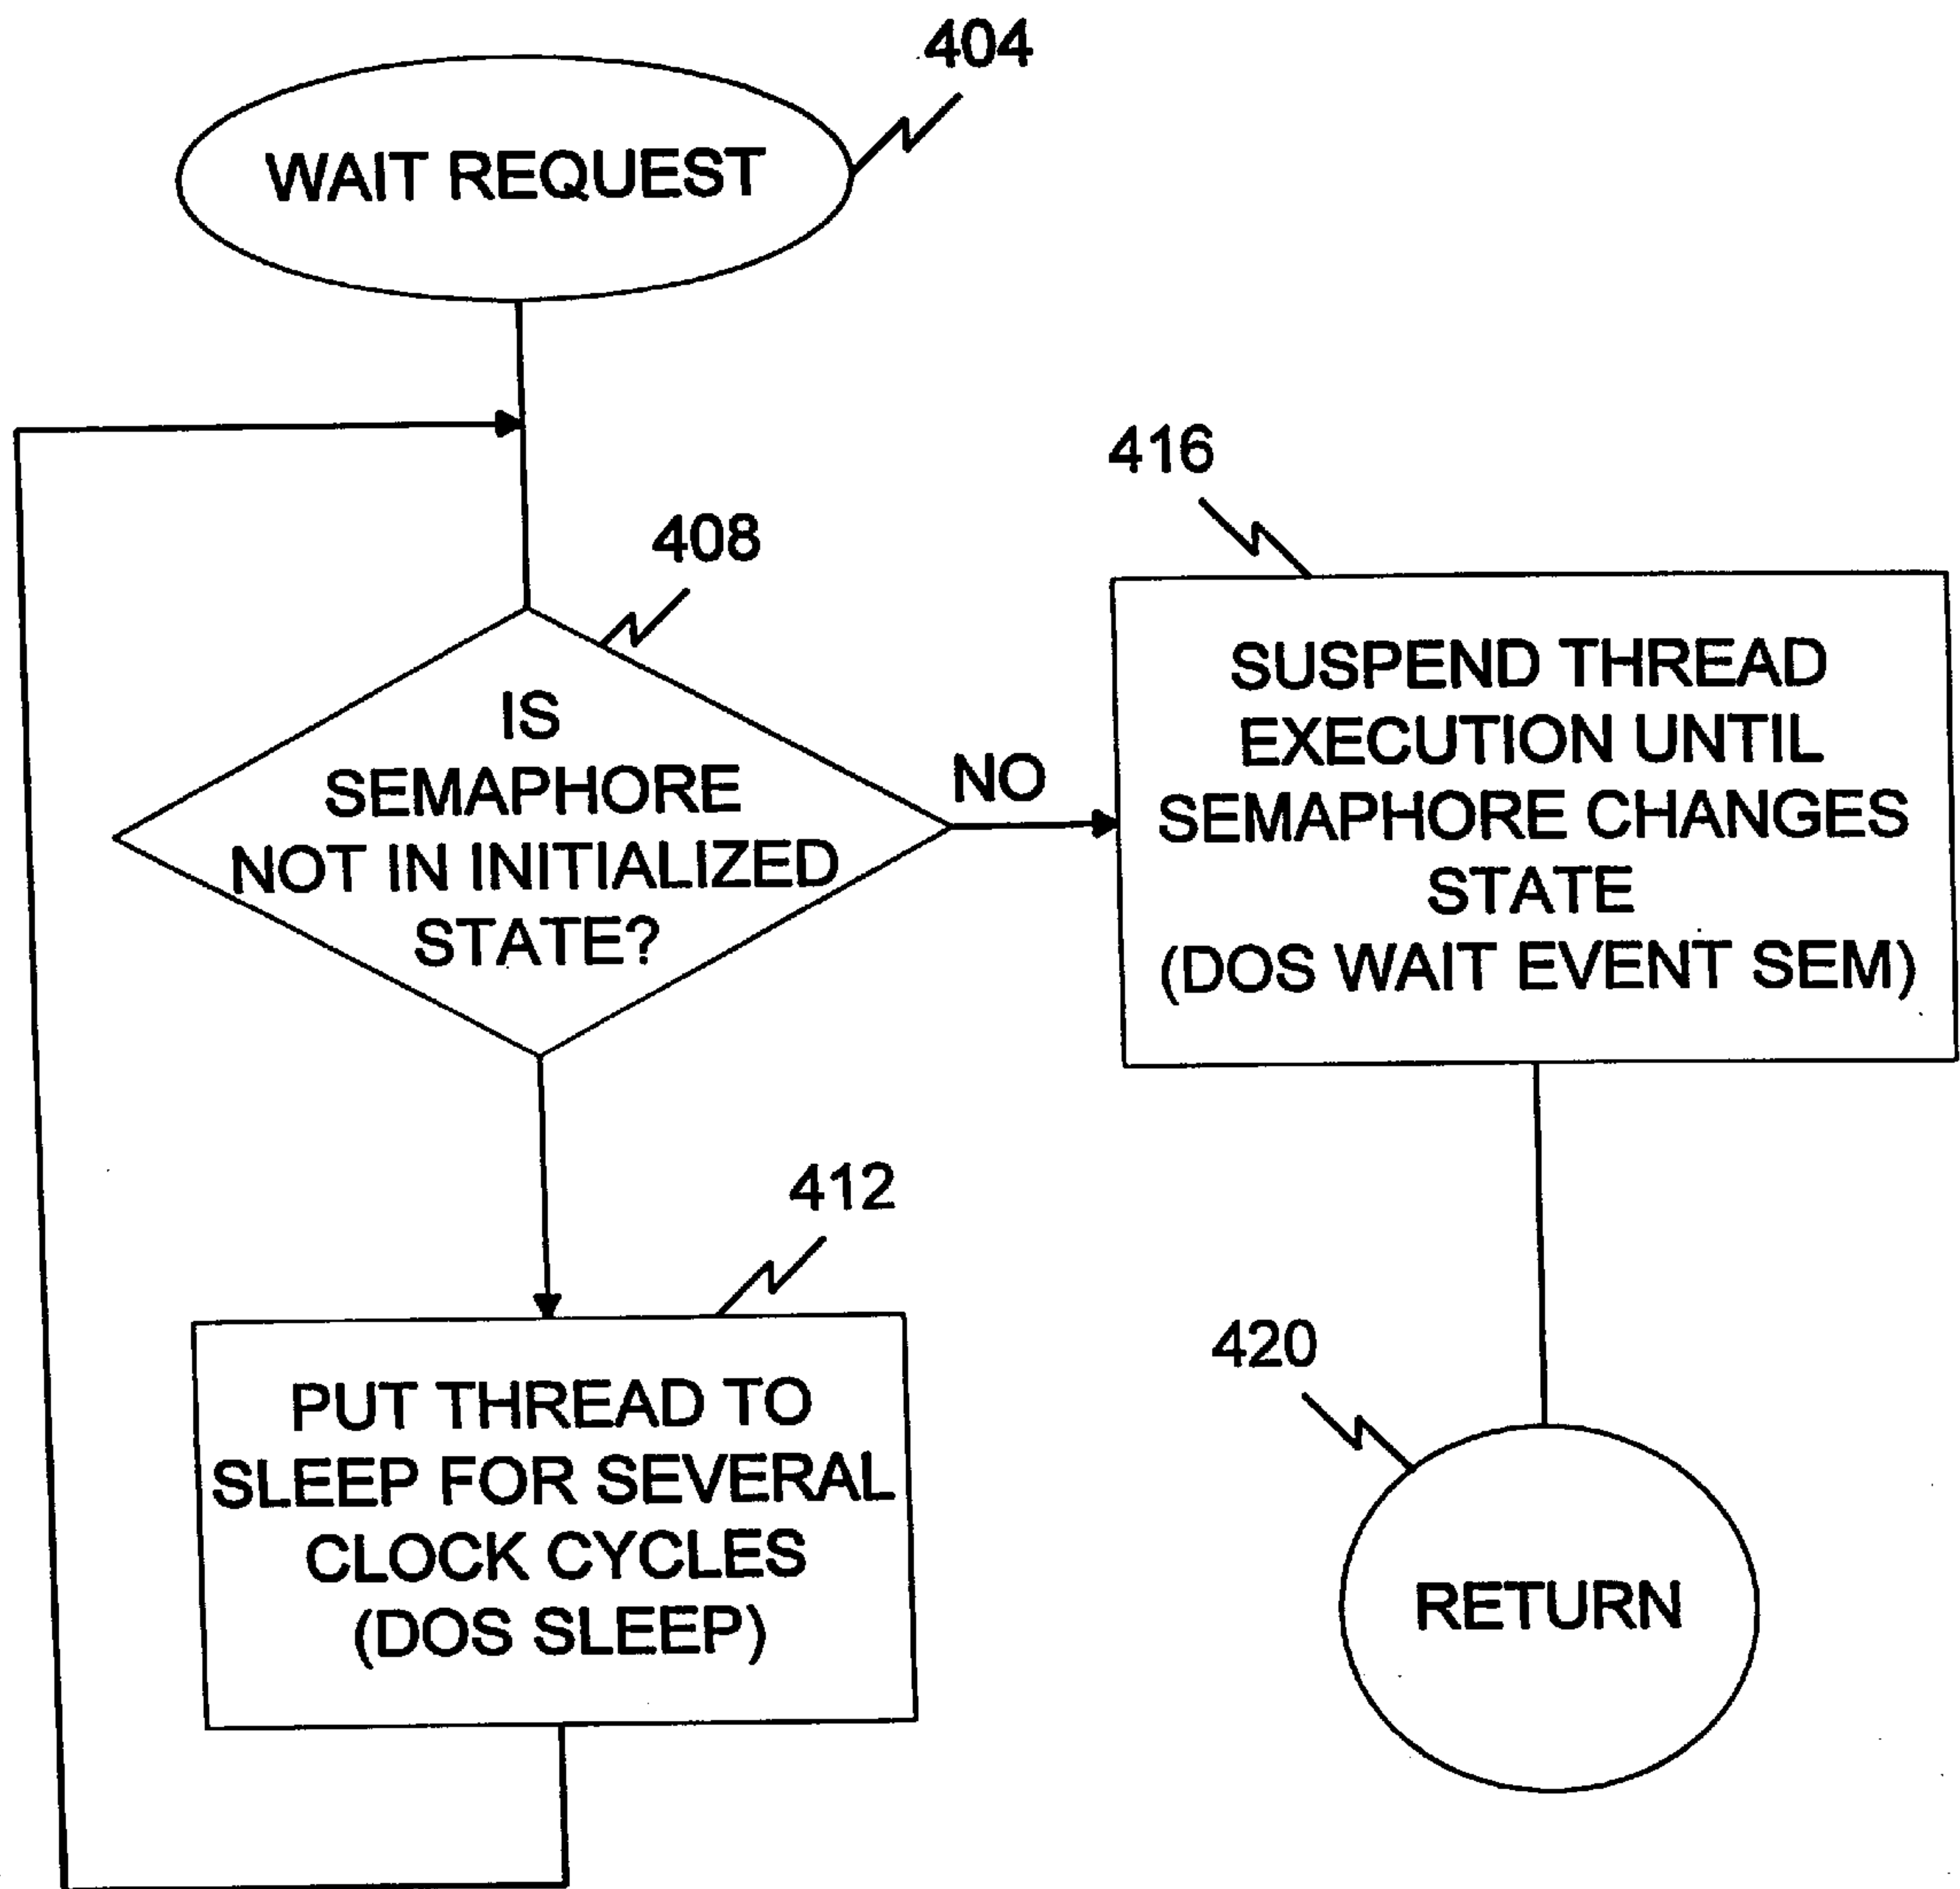 404
WAIT REQUEST
408
IS
SEMAPHORE
NOT IN INITIALIZED
STATE?
NO
416
SUSPEND THREAD
EXECUTION UNTIL
SEMAPHORE CHANGES
STATE
(DOS WAIT EVENT SEM)
412
PUT THREAD TO
SLEEP FOR SEVERAL
CLOCK CYCLES
(DOS SLEEP)
420
RETURN